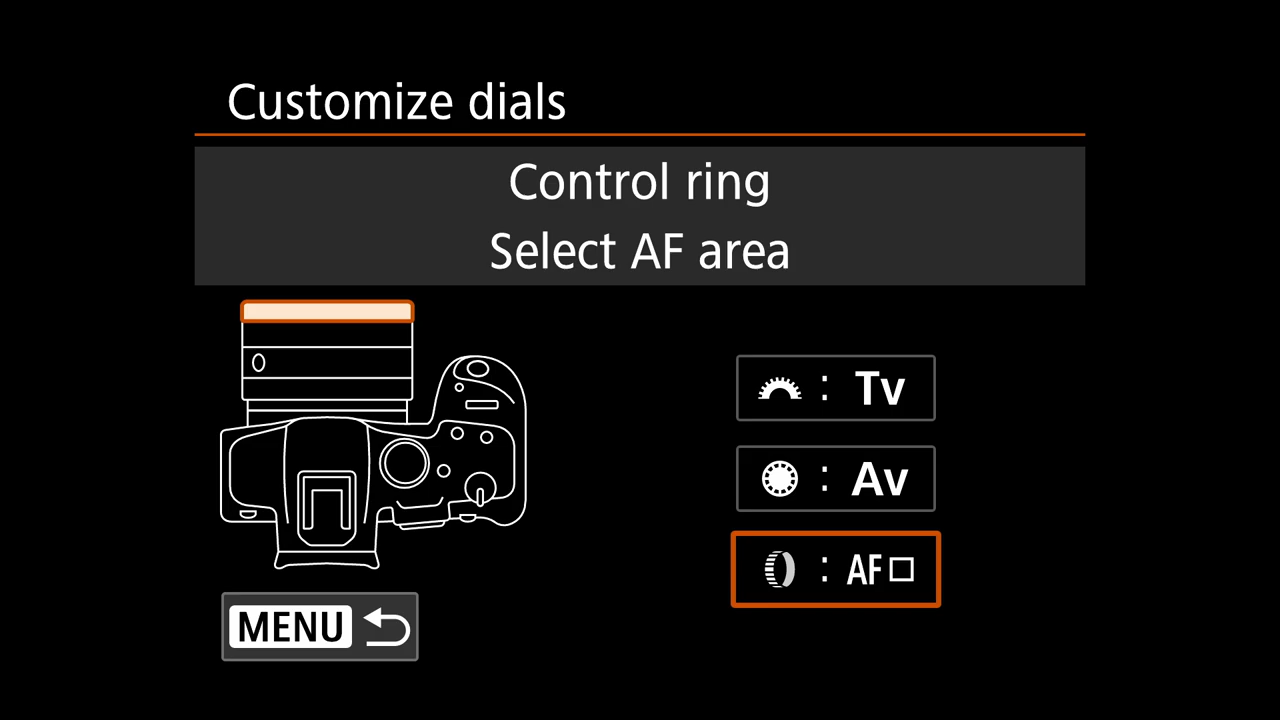 Customize dials
Control ring
Select AF area
: Tv
: Av
: AF
MENU